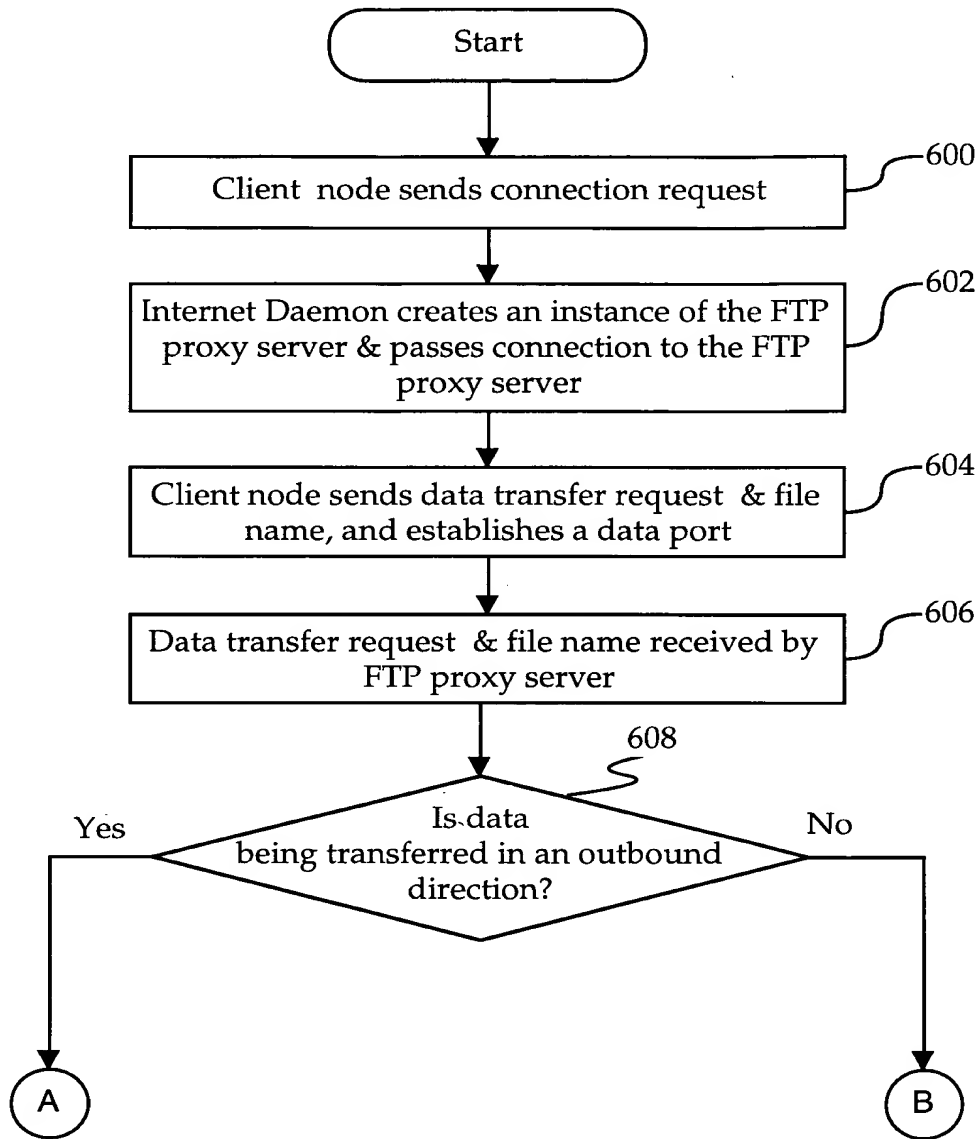 Start
600
Client node sends connection request
602
Internet Daemon creates an instance of the FTP
proxy server & passes connection to the FTP
proxy server
604
Client node sends data transfer request & file
name, and establishes a data port
606
Data transfer request & file name received by
FTP proxy server
608
Yes
Is data
No
being transferred in an outbound
direction?
A
B